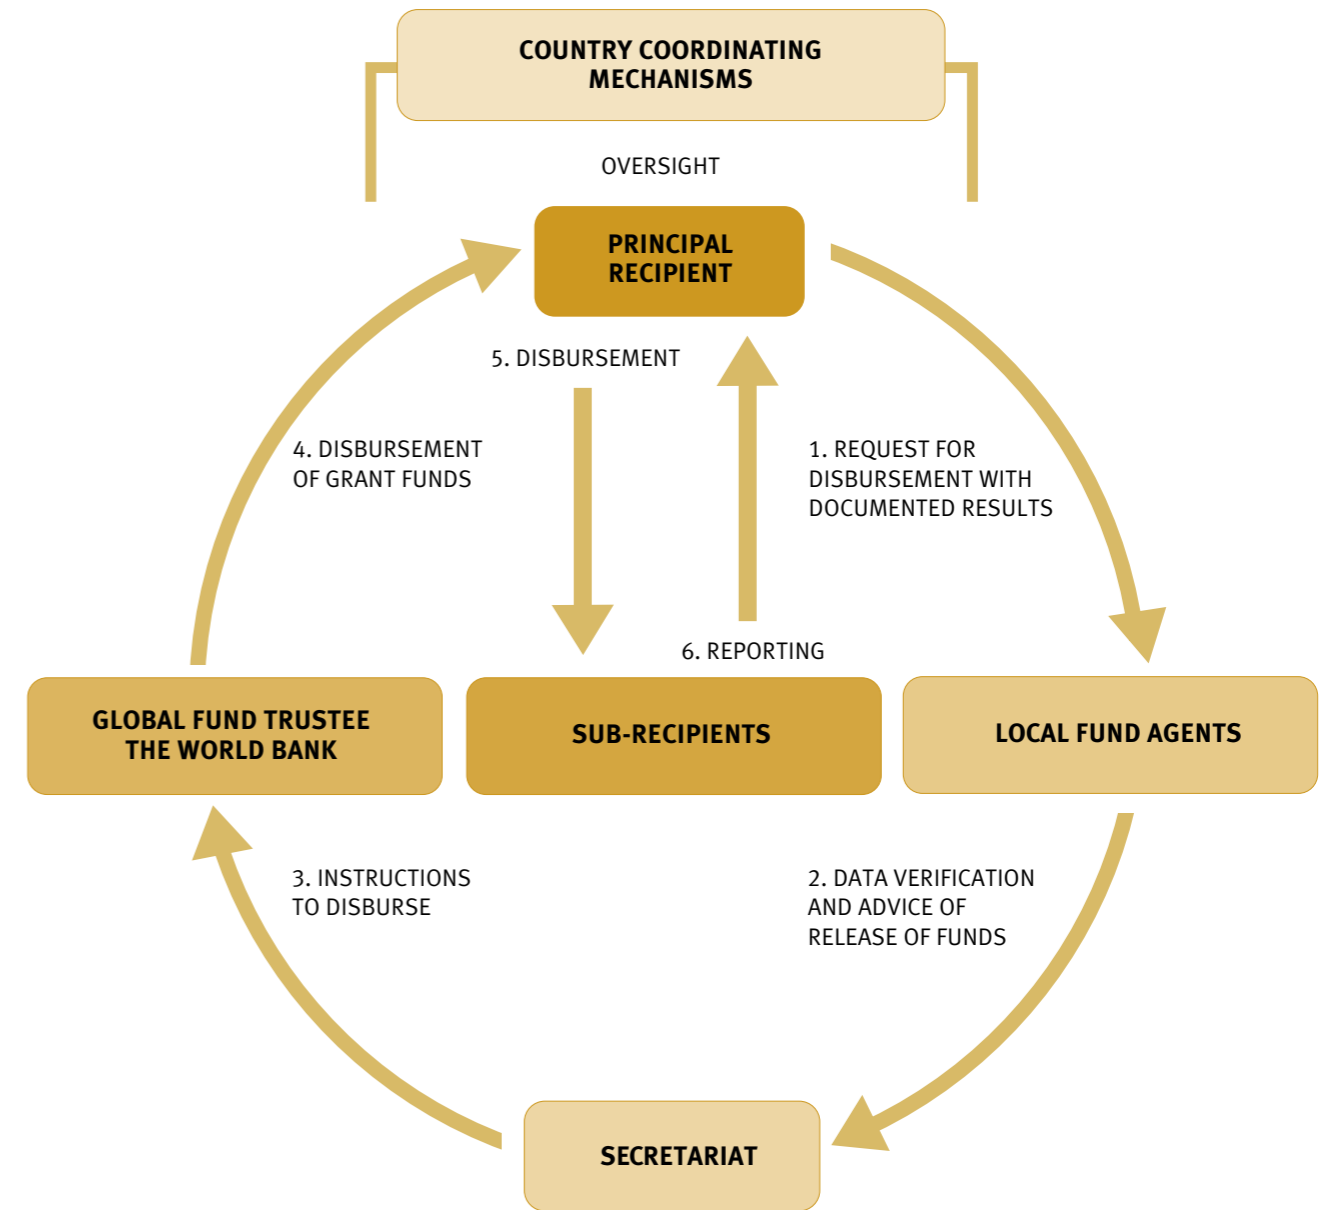 COUNTRY COORDINATING
MECHANISMS
OVERSIGHT
PRINCIPAL
RECIPIENT
5. DISBURSEMENT
4. DISBURSEMENT
OF GRANT FUNDS
1. REQUEST FOR
DISBURSEMENT WITH
DOCUMENTED RESULTS
6. REPORTING
GLOBAL FUND TRUSTEE
THE WORLD BANK
SUB-RECIPIENTS
LOCAL FUND AGENTS
3. INSTRUCTIONS
TO DISBURSE
2. DATA VERIFICATION
AND ADVICE OF
RELEASE OF FUNDS
SECRETARIAT